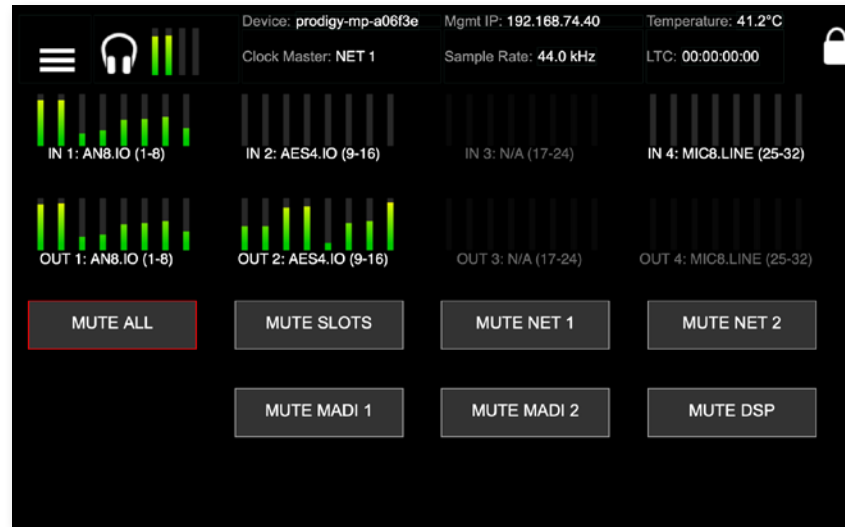 Device: prodigy-mp-a06f3e Mgmt IP: 192.168.74.40 Temperature: 41.2°C
Clock Master: NET 1 Sample Rate: 44.0 kHz LTC: 00:00:00:00
IN 1: AN8.IO (1-8) IN 2: AES4.IO (9-16) IN 3: N/A (17-24) IN 4: MIC8.LINE (25-32)
OUT 1: AN8.IO (1-8) OUT 2: AES4.IO (9-16) OUT 3: N/A (17-24) OUT 4: MIC8.LINE (25-32)
MUTE ALL MUTE SLOTS MUTE NET 1 MUTE NET 2
MUTE MADI 1 MUTE MADI 2 MUTE DSP